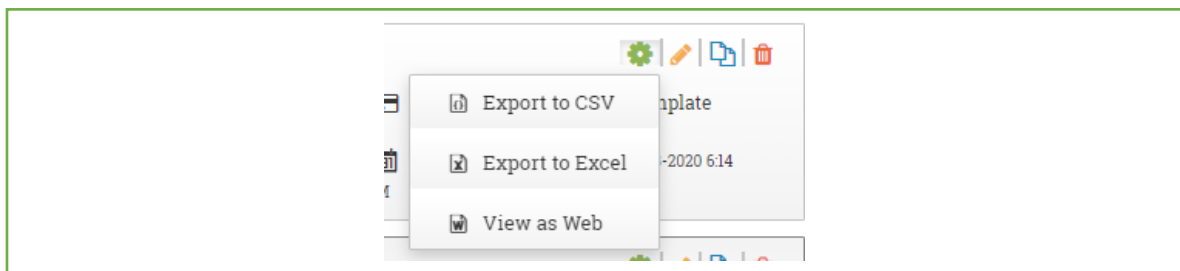 Export to CSV
nplate
Export to Excel
-2020 6:14
View as Web